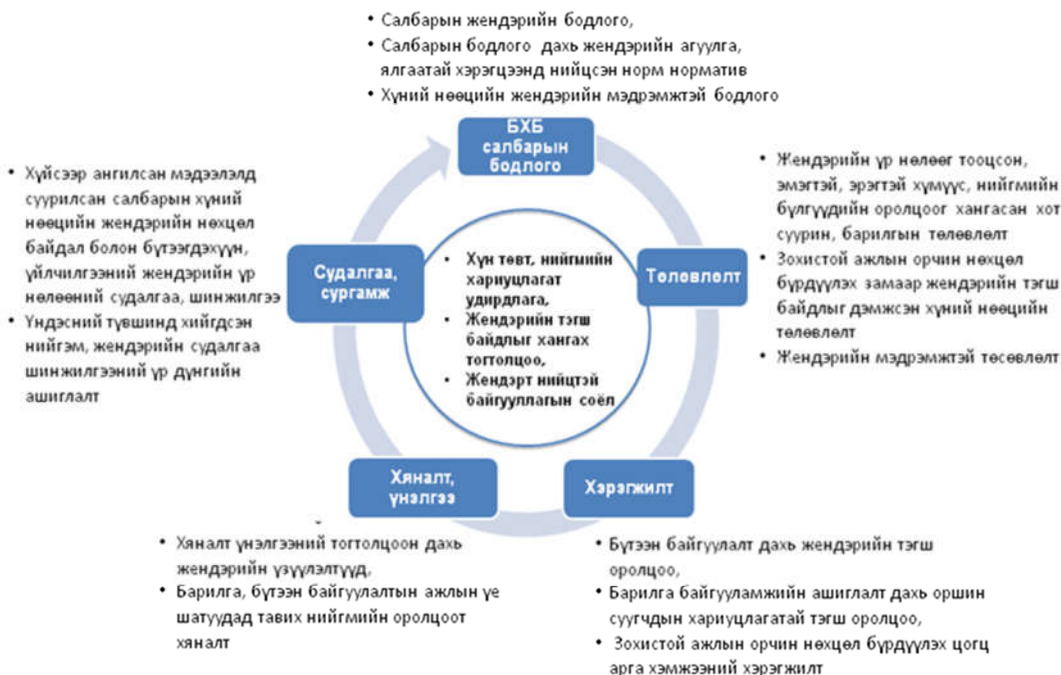 • Салбарын жендэрийн бодлого,
• Салбарын бодлого дахь жендэрийн агуулга,
ялгаатай хэрэгцээнд нийцсэн норм норматив
• Хүний нөөцийн жендэрийн мэдрэмжтэй бодлого
БХБ
салбарын
бодлого
• Жендэрийн үр нөлөөг тооцсон,
эмэгтэй, эрэгтэй хүмүүс, нийгмийн
бүлгүүдийн оролцоог хангасан хот
суурин, барилгын төлөвлөлт
• Зохистой ажлын орчин нөхцөл
бүрдүүлэх замаар жендэрийн тэгш
байдлыг дэмжсэн хүний нөөцийн
төлөвлөлт
• Жендэрийн мэдрэмжтэй төсөвлөлт
Төлөвлөлт
• Хүйсээр ангилсан мэдээлэлд
суурилсан салбарын хүний
нөөцийн жендэрийн нөхцөл
байдал болон бүтээгдэхүүн,
үйлчилгээний жендэрийн үр
нөлөөний судалгаа, шинжилгээ
• Үндэсний түвшинд хийгдсэн
нийгэм, жендэрийн судалгаа
шинжилгээний үр дүнгийн
ашиглалт
Судалгаа,
сургамж
• Хүн төвт, нийгмийн
хариуцлагат
удирдлага,
• Жендэрийн тэгш
байдлыг хангах
тогтолцоо,
• Жендэрт нийцтэй
байгууллагын соёл
Хяналт,
үнэлгээ
Хэрэгжилт
• Хяналт үнэлгээний тогтолцоон дахь
жендэрийн үзүүлэлтүүд,
• Барилга, бүтээн байгуулалтын ажлын үе
шатуудад тавих нийгмийн оролцоот
хяналт
• Бүтээн байгуулалт дахь жендэрийн тэгш
оролцоо,
• Барилга байгууламжийн ашиглалт дахь оршин
суугчдын хариуцлагатай тэгш оролцоо,
• Зохистой ажлын орчин нөхцөл бүрдүүлэх цогц
арга хэмжээний хэрэгжилт